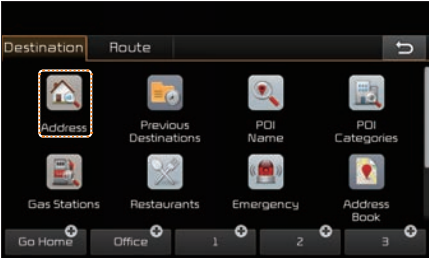 Destination Route
Address Previous Destinations POI Name POI Categories
Gas Stations Restaurants Emergency Address Book
Go Home Office 1 2 3